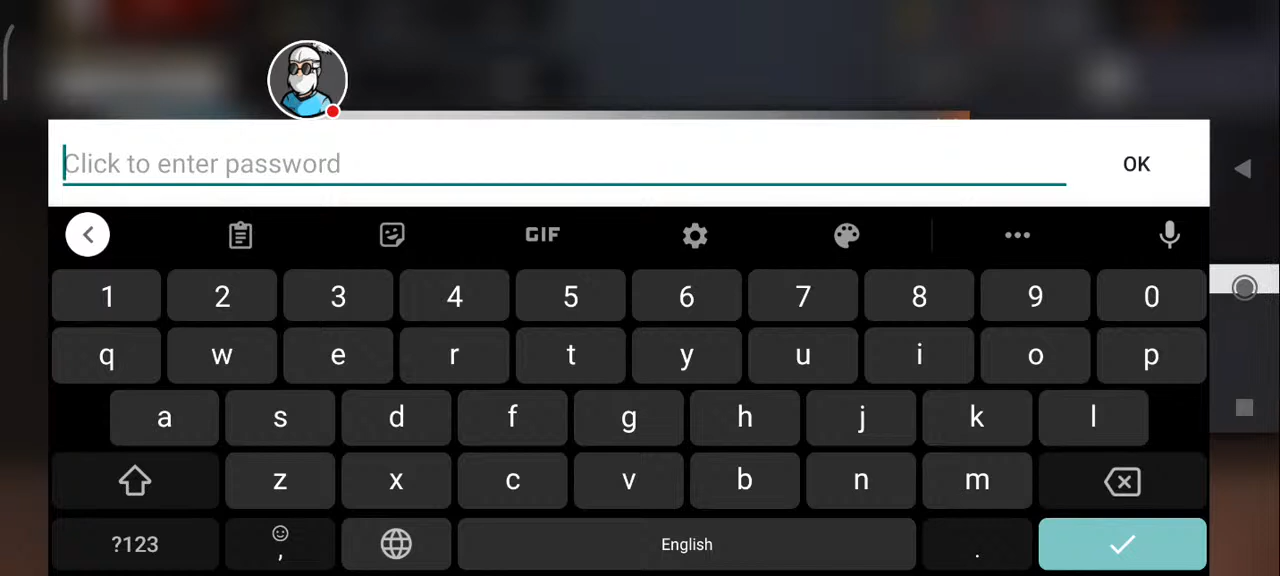 Click to enter password OK
GIF
1 2 3 4 5 6 7 8 9 0
q w e r t y u i o p
a s d f g h j k l
z x c v b n m
?123 , English .